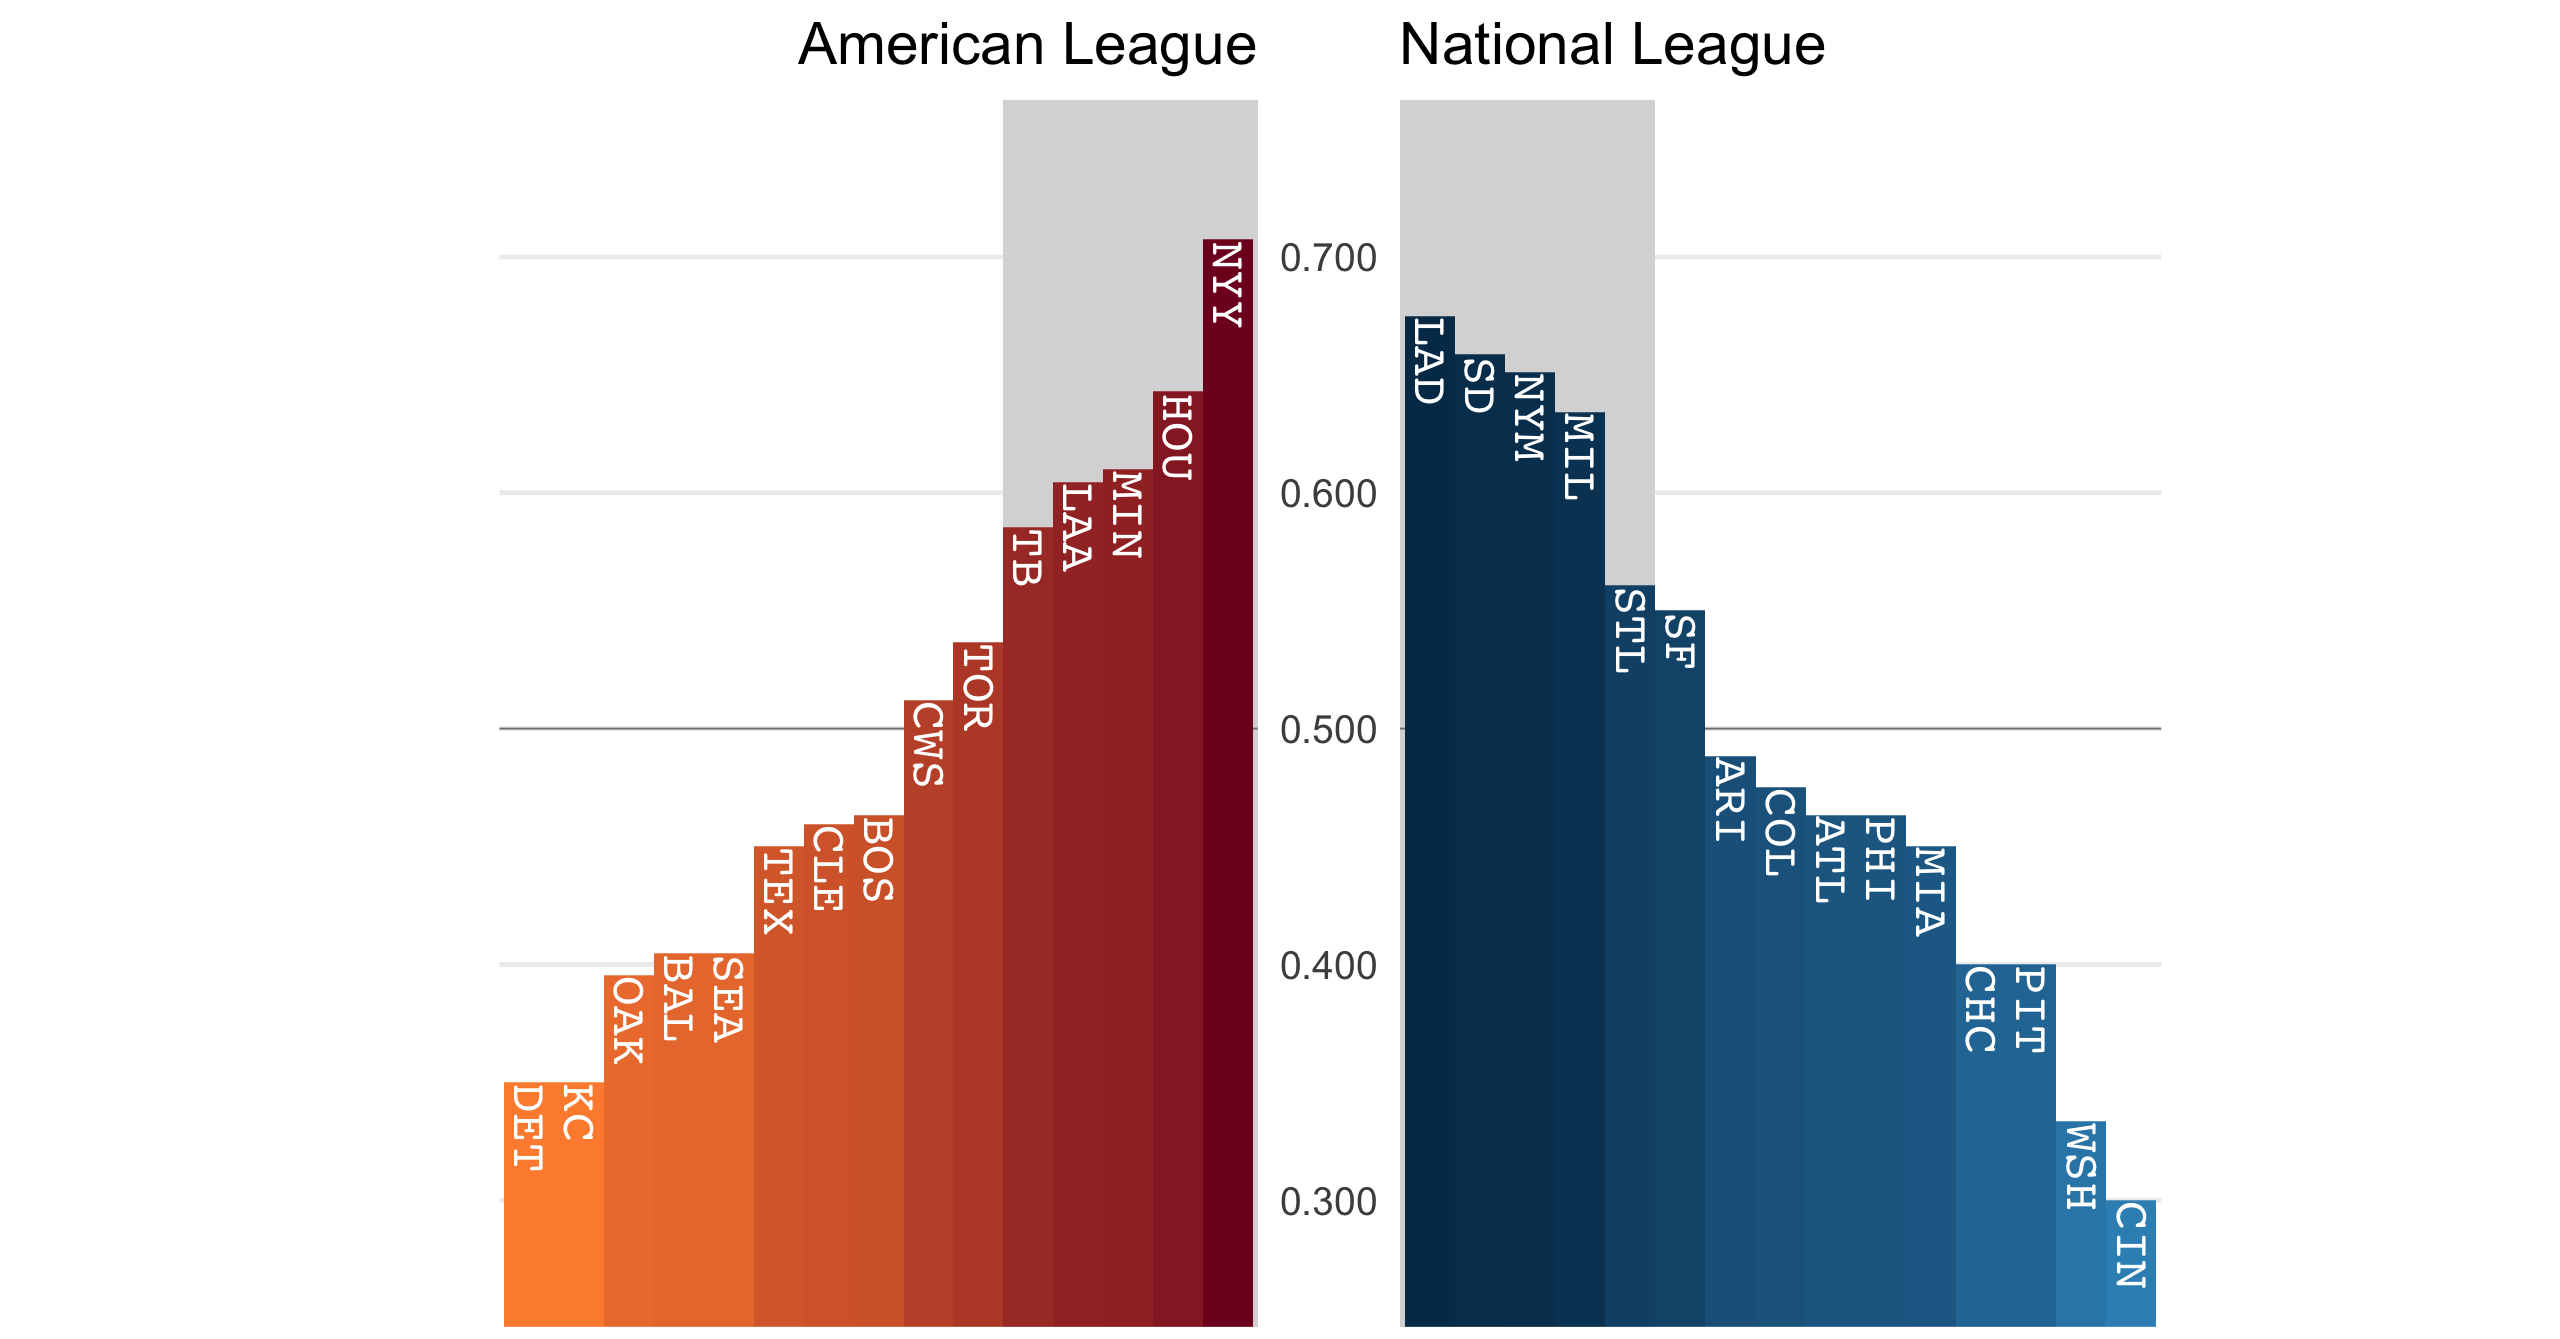 American League
National League
0.700
0.600
0.500
0.400
0.300
DET
KC
OAK
BAL
SEA
TEX
CLE
BOS
CWS
TOR
TB
LAA
MIN
HOU
NYY
LAD
SD
NYM
MIL
STL
SF
ARI
COL
ATL
PHI
MIA
CHC
PIT
WSH
CIN